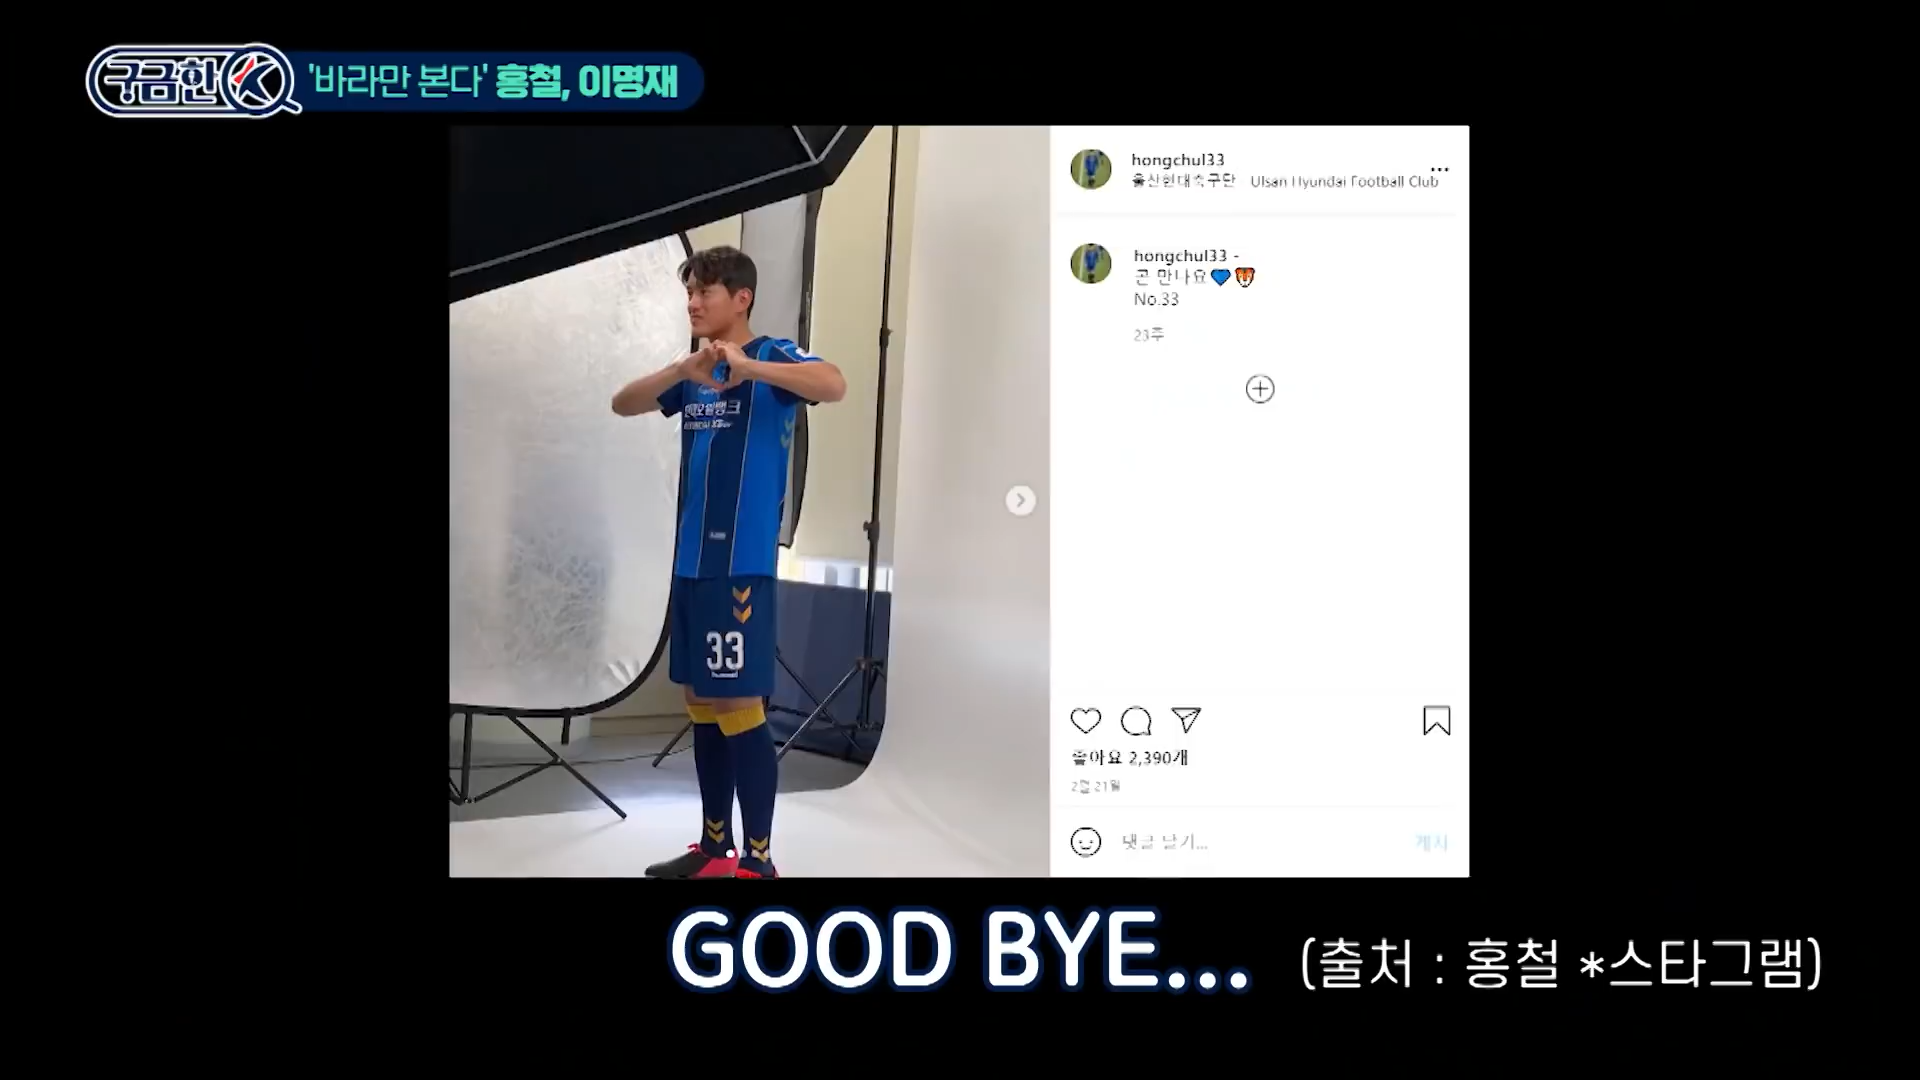 궁금한 K '바라만 본다' 홍철, 이명재
hongchul33
울산현대축구단 Ulsan Hyundai Football Club
hongchul33 -
곧 만나요💙🐯
No.33
23주
좋아요 2,390개
2월 21일
댓글 달기...
게시
33
GOOD BYE...
(출처 : 홍철 *스타그램)